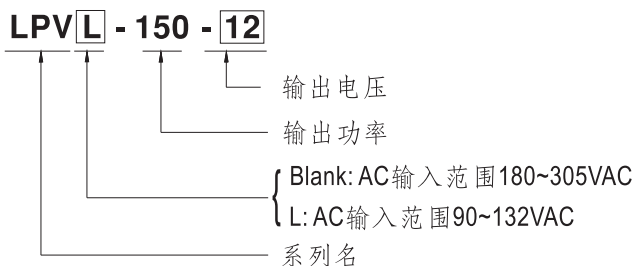 LPV L - 150 - 12
输出电压
输出功率
Blank: AC输入范围180~305VAC
L: AC输入范围90~132VAC
系列名